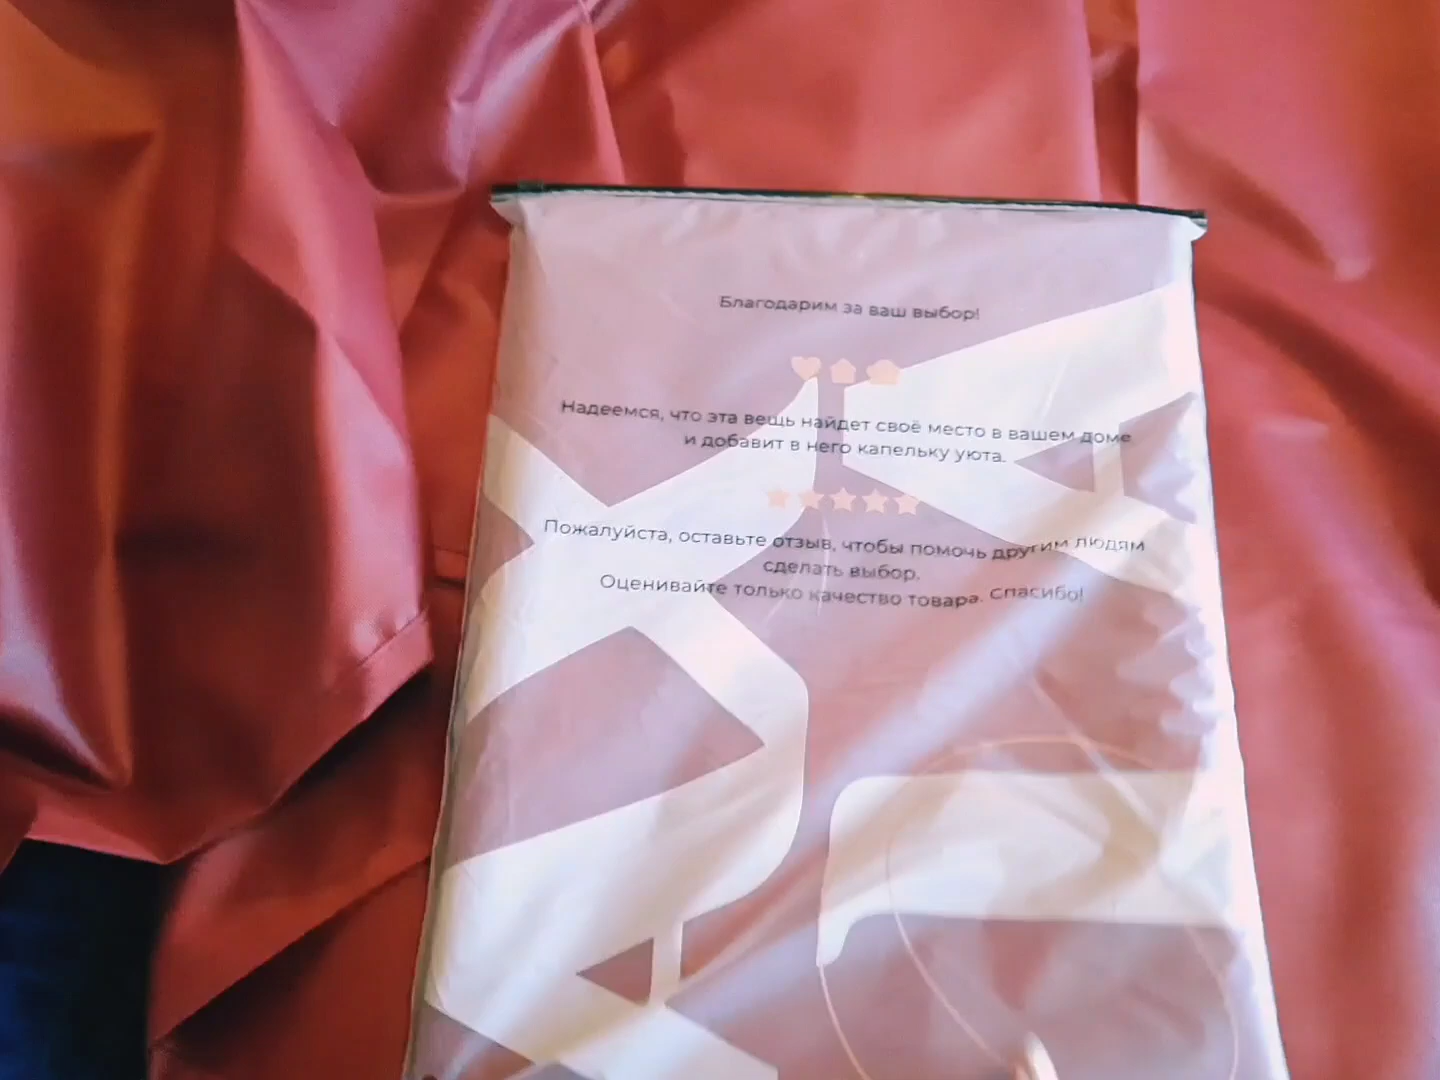 Благодарим за ваш выбор!
Надеемся, что эта вещь найдет своё место в вашем доме
и добавит в него капельку уюта.
Пожалуйста, оставьте отзыв, чтобы помочь другим людям
сделать выбор.
Оценивайте только качество товара. Спасибо!